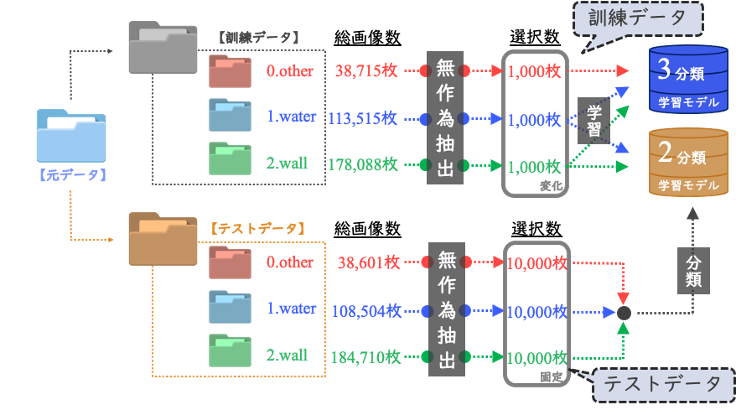 訓練データ
【訓練データ】
総画像数
選択数
0.other
38,715枚
1,000枚
1.water
113,515枚
1,000枚
2.wall
178,088枚
1,000枚
無作為抽出
変化
学習
3分類
学習モデル
2分類
学習モデル
【元データ】
【テストデータ】
総画像数
選択数
0.other
38,601枚
10,000枚
1.water
108,504枚
10,000枚
2.wall
184,710枚
10,000枚
無作為抽出
固定
分類
テストデータ